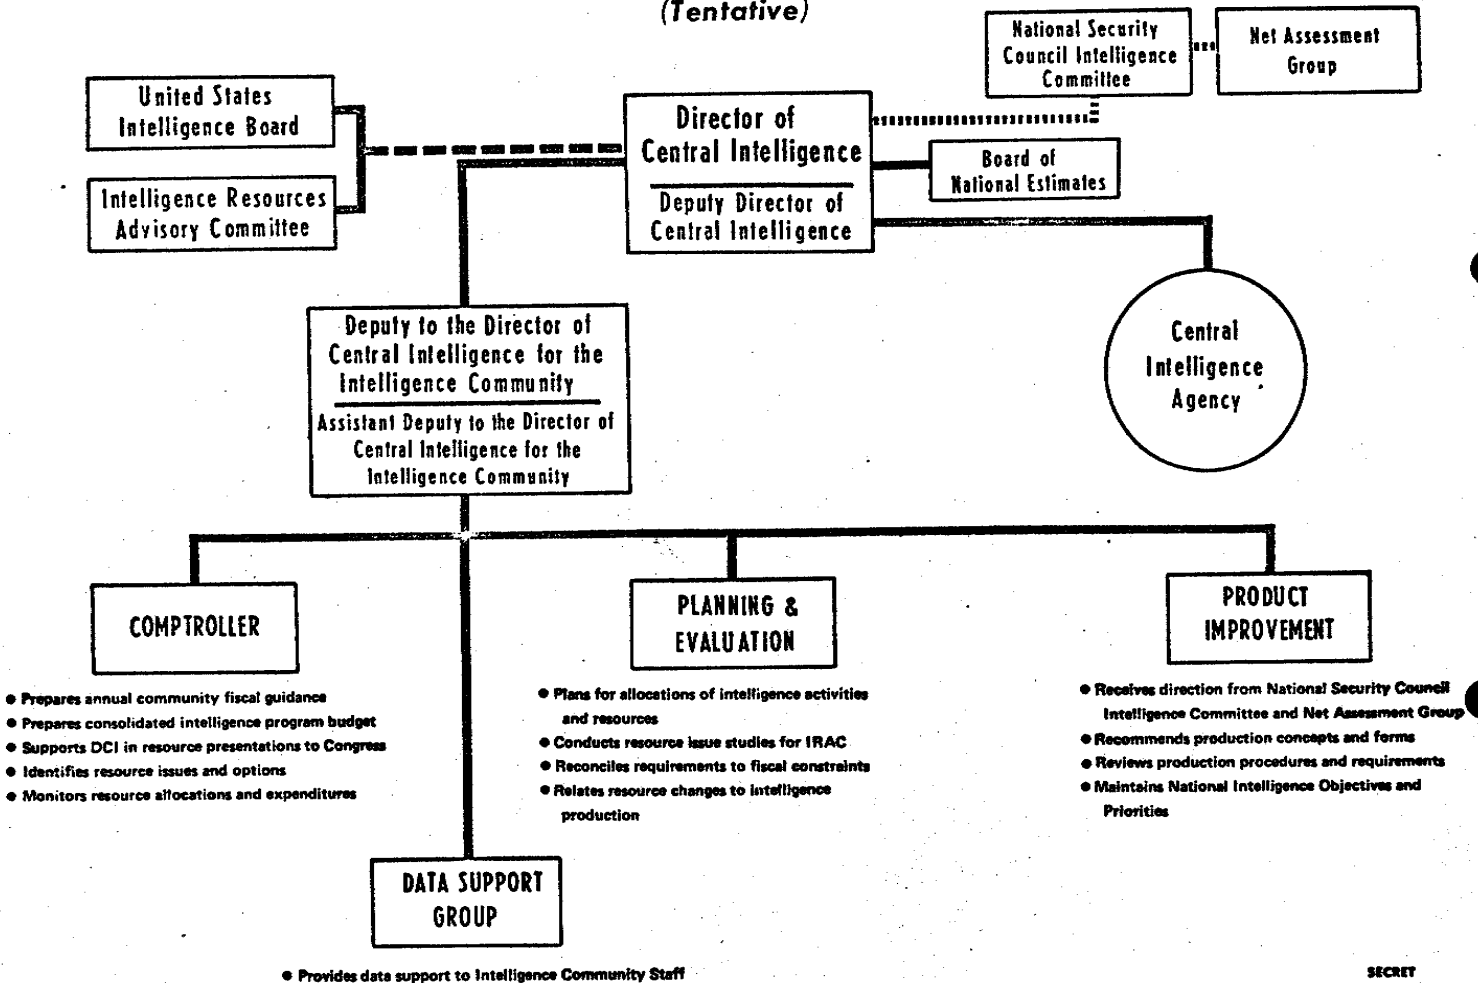 (Tentative)
National Security
Council Intelligence
Committee
Net Assessment
Group
United States
Intelligence Board
Director of
Central Intelligence
Deputy Director of
Central Intelligence
Board of
National Estimates
Intelligence Resources
Advisory Committee
Central
Intelligence
Agency
Deputy to the Director of
Central Intelligence for the
Intelligence Community
Assistant Deputy to the Director of
Central Intelligence for the
Intelligence Community
COMPTROLLER
● Prepares annual community fiscal guidance
● Prepares consolidated intelligence program budget
● Supports DCI in resource presentations to Congress
● Identifies resource issues and options
● Monitors resource allocations and expenditures
PLANNING &
EVALUATION
● Plans for allocations of intelligence activities
and resources
● Conducts resource issue studies for IRAC
● Reconciles requirements to fiscal constraints
● Relates resource changes to intelligence
production
PRODUCT
IMPROVEMENT
● Receives direction from National Security Council
Intelligence Committee and Net Assessment Group
● Recommends production concepts and forms
● Reviews production procedures and requirements
● Maintains National Intelligence Objectives and
Priorities
DATA SUPPORT
GROUP
● Provides data support to Intelligence Community Staff
SECRET